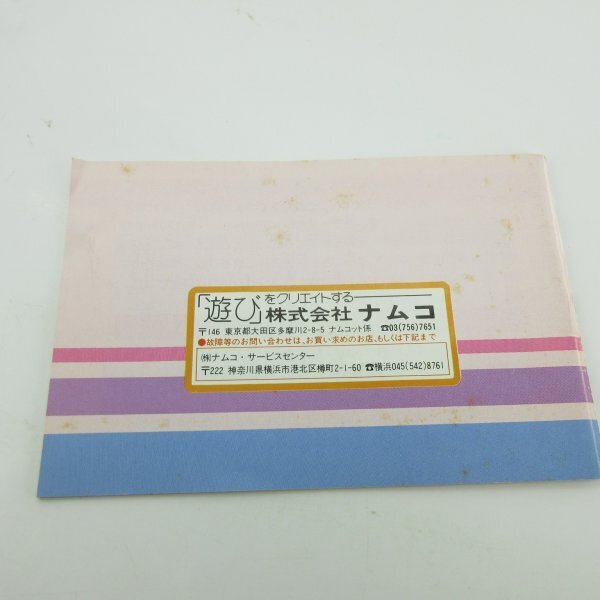 「遊び」をクリエイトする
株式会社 ナムコ
〒146 東京都大田区多摩川2-8-5 ナムコット係 ☎03(756)7651
●故障等のお問い合わせは、お買い求めのお店、もしくは下記まで
㈱ナムコ・サービスセンター
〒222 神奈川県横浜市港北区樽町2-1-60 ☎横浜045(542)8761